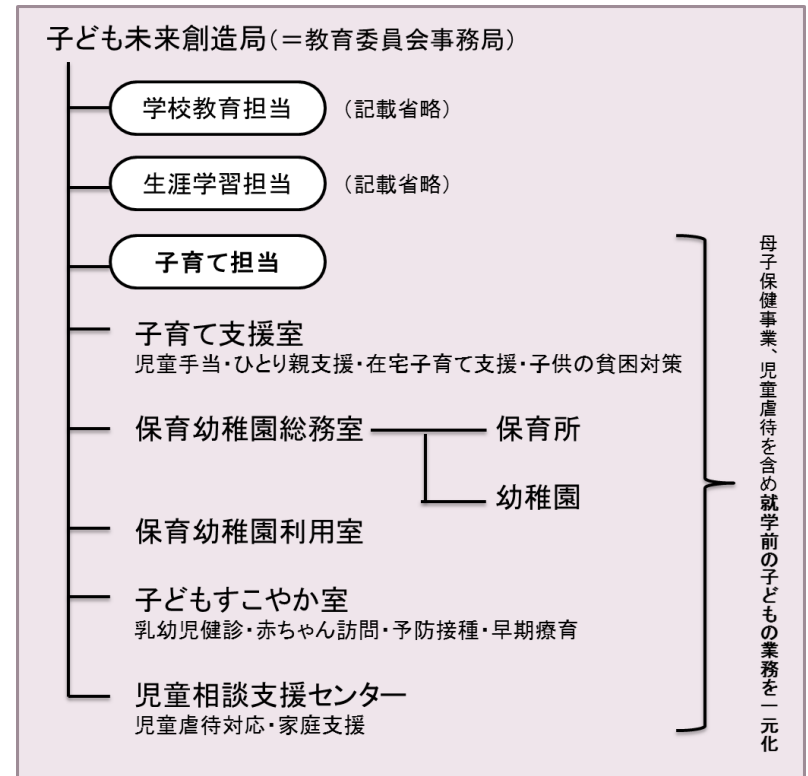 子ども未来創造局(＝教育委員会事務局)
学校教育担当 (記載省略)
生涯学習担当 (記載省略)
子育て担当
子育て支援室
児童手当・ひとり親支援・在宅子育て支援・子供の貧困対策
保育幼稚園総務室 保育所
幼稚園
保育幼稚園利用室
子どもすこやか室
乳幼児健診・赤ちゃん訪問・予防接種・早期療育
児童相談支援センター
児童虐待対応・家庭支援
母子保健事業、児童虐待を含め就学前の子どもの業務を一元化